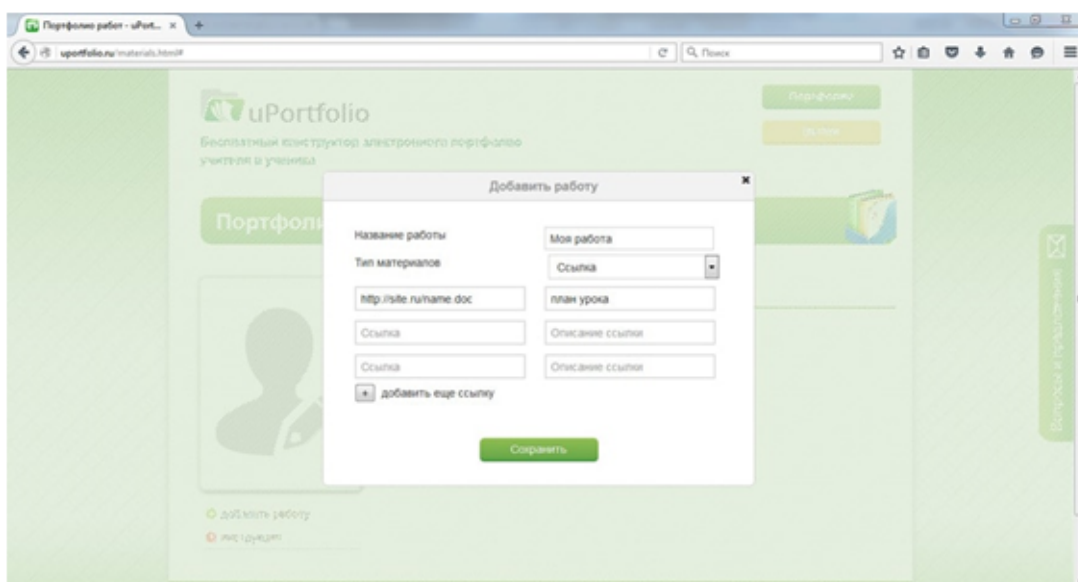 Портфолио работ - uPort...
uportfolio.ru/materials.html#
Поиск
uPortfolio
Портфолио
Бесплатный конструктор электронного портфолио
учителя и ученика
Добавить работу
Портфоли
Название работы
Моя работа
Тип материалов
Ссылка
http://site.ru/name.doc
план урока
Ссылка
Описание ссылки
Ссылка
Описание ссылки
+ добавить еще ссылку
Сохранить
добавить работу
инструкция
Вопросы и предложения